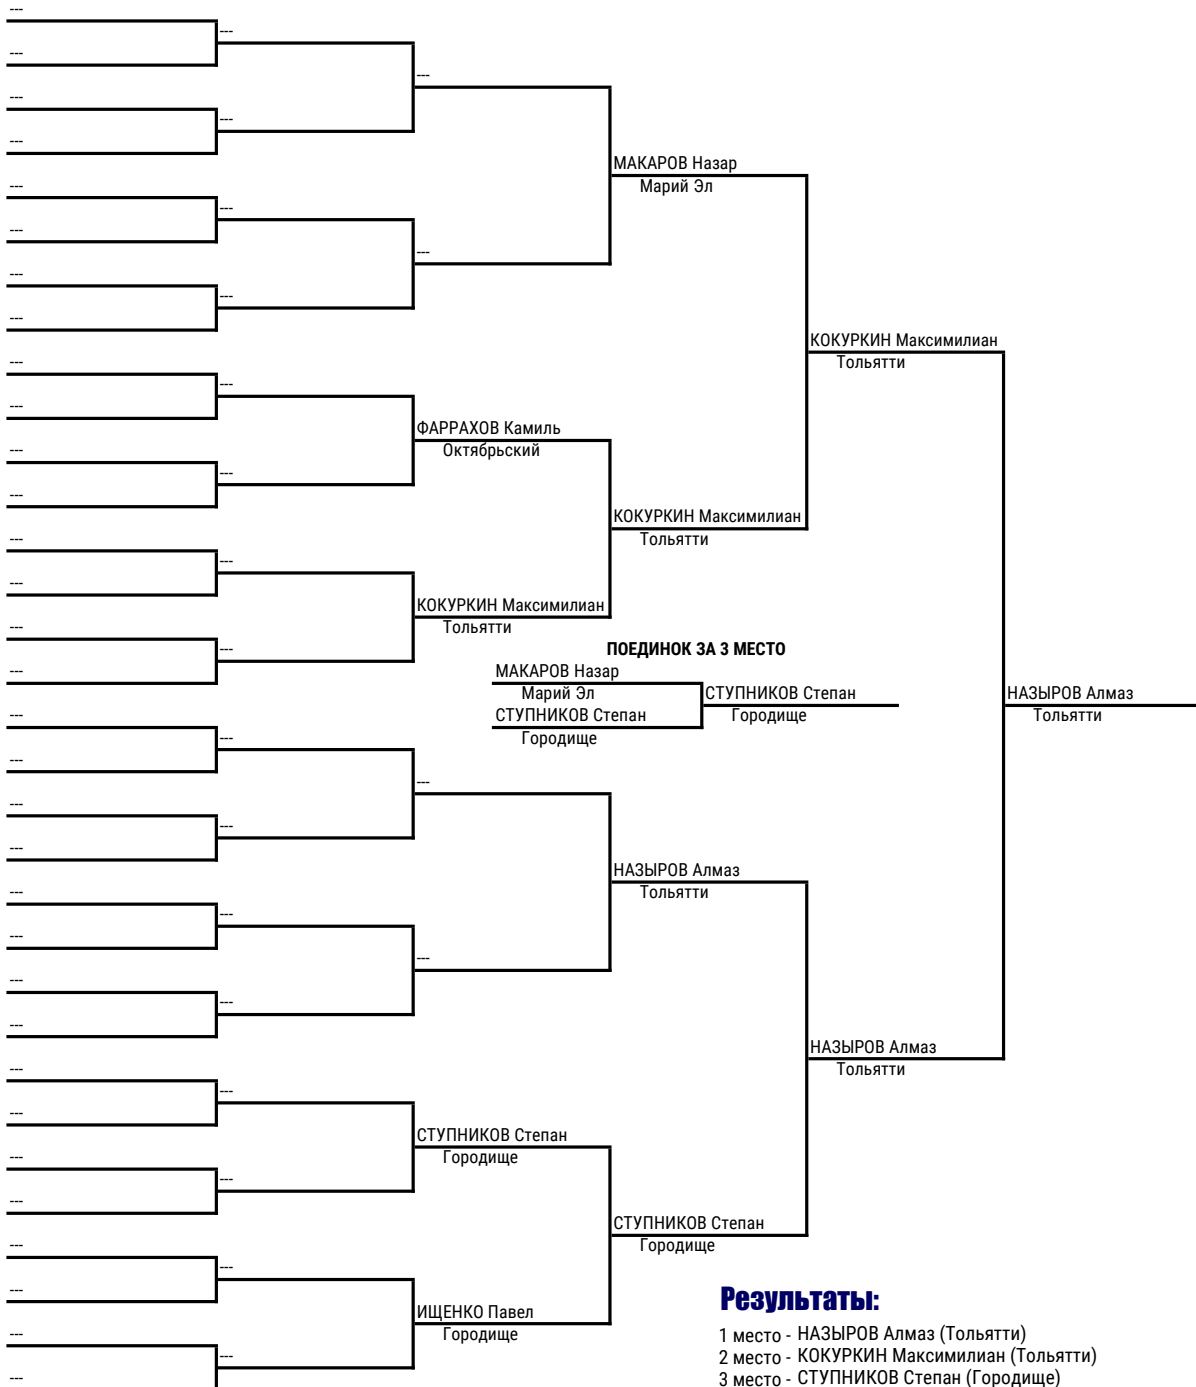 ---
---
---
---
---
---
---
---
---
---
---
МАКАРОВ Назар
---
Марий Эл
---
---
---
---
---
---
---
КОКУРКИН Максимилиан
---
Тольятти
---
---
ФАРРАХОВ Камиль
---
Октябрьский
---
---
КОКУРКИН Максимилиан
---
Тольятти
---
---
КОКУРКИН Максимилиан
---
Тольятти
---
ПОЕДИНОК ЗА 3 МЕСТО
---
МАКАРОВ Назар
Марий Эл
СТУПНИКОВ Степан
Городище
СТУПНИКОВ Степан
Городище
НАЗЫРОВ Алмаз
Тольятти
---
---
---
---
---
---
---
НАЗЫРОВ Алмаз
---
Тольятти
---
---
---
---
---
---
НАЗЫРОВ Алмаз
---
Тольятти
---
---
СТУПНИКОВ Степан
---
Городище
---
---
СТУПНИКОВ Степан
---
Городище
---
---
ИЩЕНКО Павел
---
Городище
---
---
Результаты:
1 место - НАЗЫРОВ Алмаз (Тольятти)
2 место - КОКУРКИН Максимилиан (Тольятти)
3 место - СТУПНИКОВ Степан (Городище)